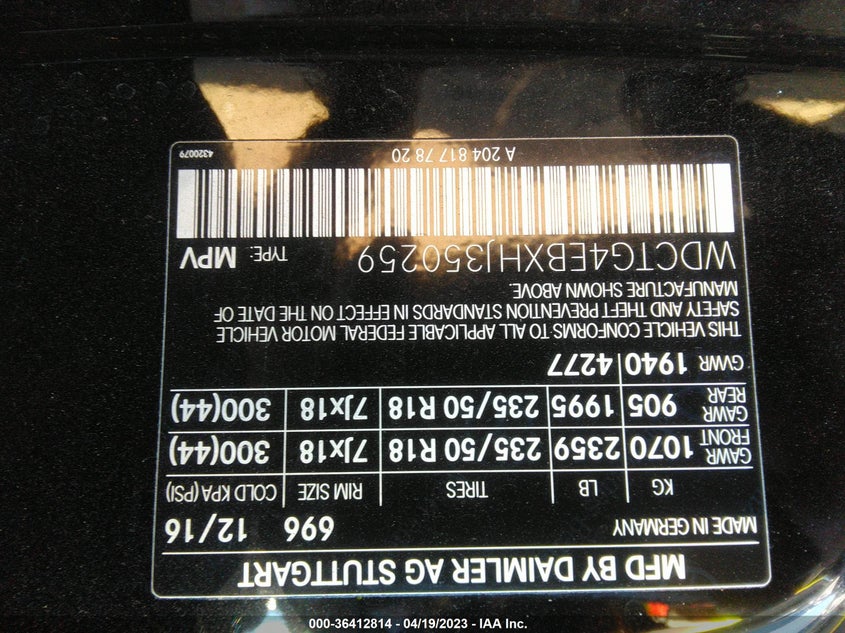 MFD BY DAIMLER AG STUTTGART
MADE IN GERMANY 696 12/16
KG LB TIRES RIM SIZE COLD KPA (PSI)
GAWR FRONT 1070 2359 235/50 R18 7Jx18 300(44)
GAWR REAR 905 1995 235/50 R18 7Jx18 300(44)
GVWR 1940 4277
THIS VEHICLE CONFORMS TO ALL APPLICABLE FEDERAL MOTOR VEHICLE
SAFETY AND THEFT PREVENTION STANDARDS IN EFFECT ON THE DATE OF
MANUFACTURE SHOWN ABOVE.
WDCTG4EBXHJ350259 TYPE: MPV
A 204 817 78 20 4320079
000-36412814 - 04/19/2023 - IAA Inc.